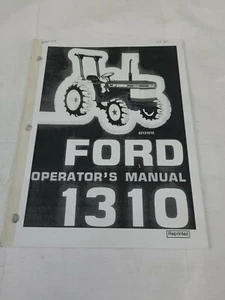 FORD
OPERATOR'S MANUAL
1310
Reprinted